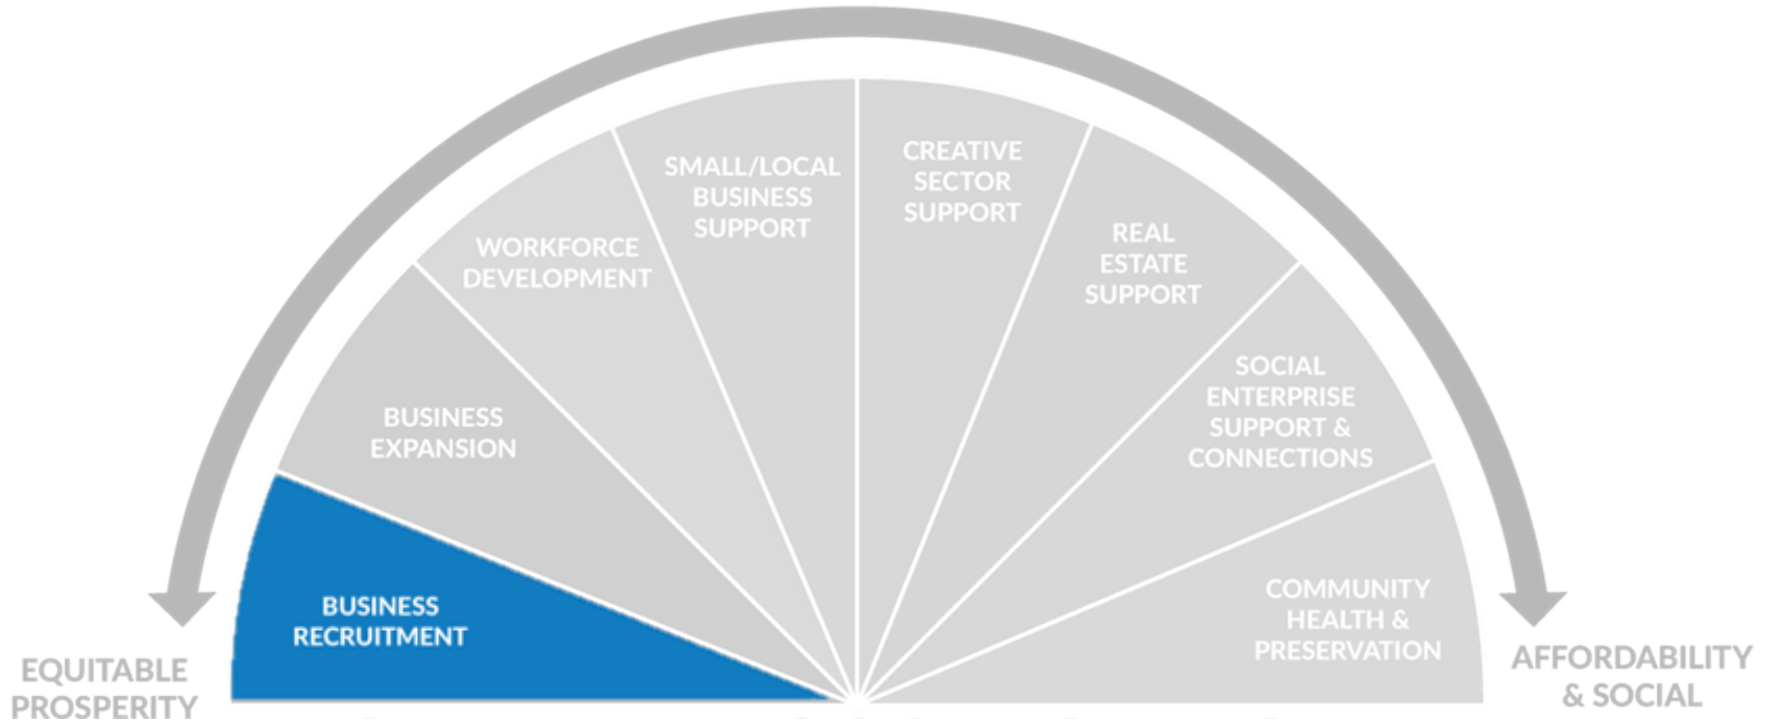 SMALL/LOCAL
BUSINESS
SUPPORT
CREATIVE
SECTOR
SUPPORT
WORKFORCE
DEVELOPMENT
REAL
ESTATE
SUPPORT
BUSINESS
EXPANSION
SOCIAL
ENTERPRISE
SUPPORT &
CONNECTIONS
BUSINESS
RECRUITMENT
COMMUNITY
HEALTH &
PRESERVATION
EQUITABLE
PROSPERITY
AFFORDABILITY
& SOCIAL